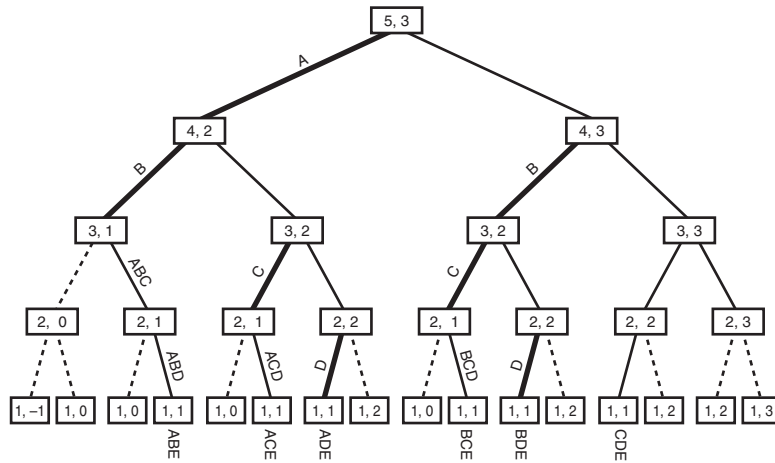 5, 3
A
4, 2
4, 3
B
B
3, 1
3, 2
3, 2
3, 3
ABC
C
C
2, 0
2, 1
2, 1
2, 2
2, 1
2, 2
2, 2
2, 3
ABD
ACD
D
BCD
D
1, –1
1, 0
1, 0
1, 1
1, 0
1, 1
1, 1
1, 2
1, 0
1, 1
1, 1
1, 2
1, 1
1, 2
1, 2
1, 3
ABE
ACE
ADE
BCE
BDE
CDE